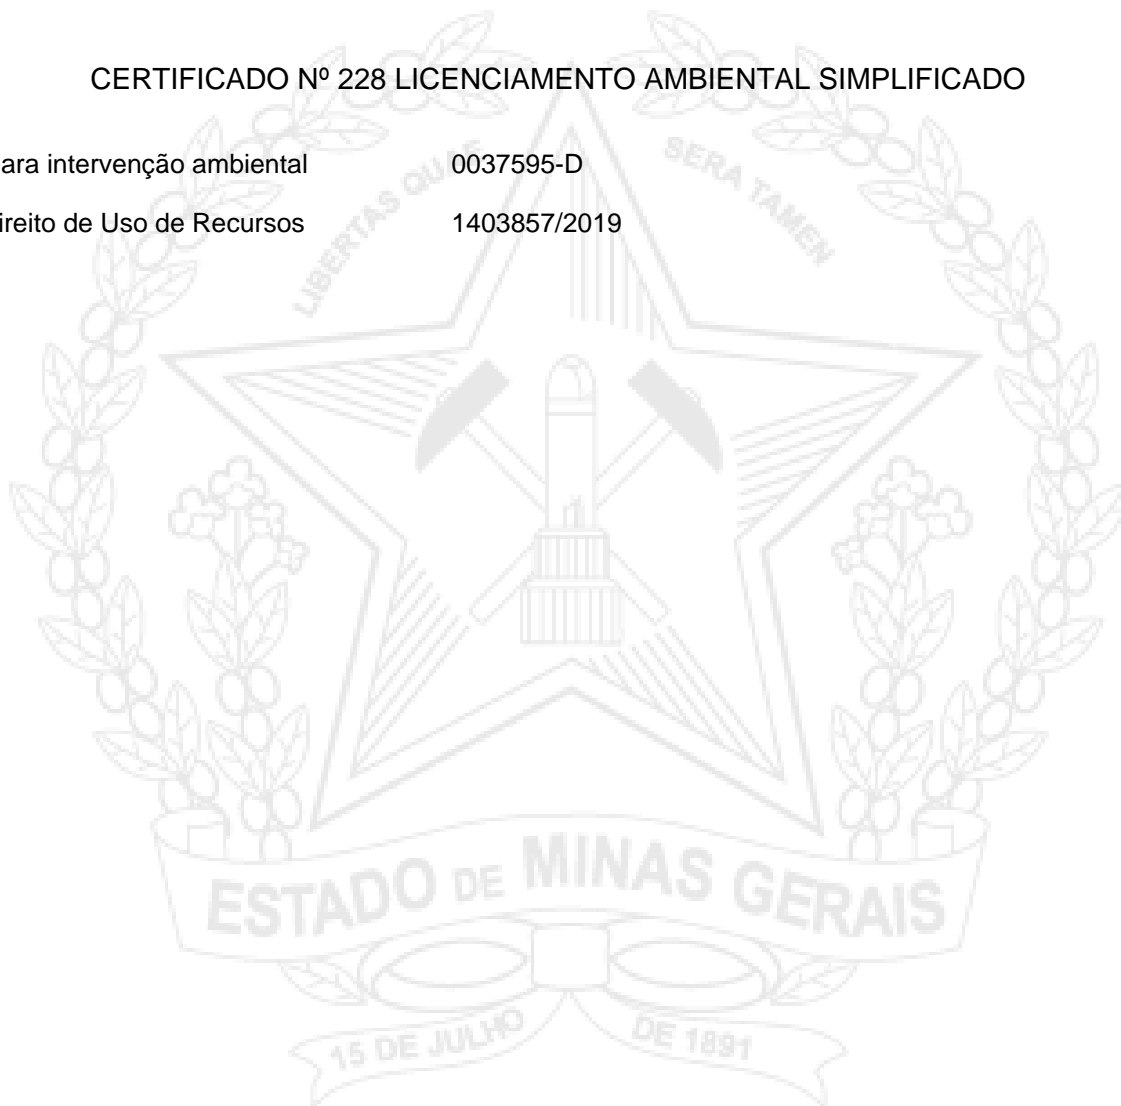 CERTIFICADO Nº 228 LICENCIAMENTO AMBIENTAL SIMPLIFICADO
ara intervenção ambiental 0037595-D
ireito de Uso de Recursos 1403857/2019
LIBERTAS QUAE SERA TAMEN
ESTADO DE MINAS GERAIS
15 DE JULHO DE 1891